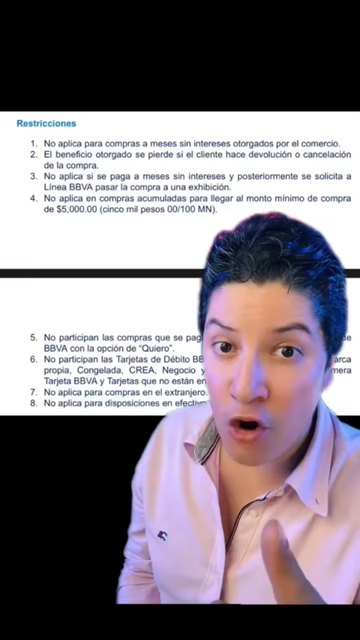 Restricciones
1. No aplica para compras a meses sin intereses otorgados por el comercio.
2. El beneficio otorgado se pierde si el cliente hace devolución o cancelación
de la compra.
3. No aplica si se paga a meses sin intereses y posteriormente se solicita a
Línea BBVA pasar la compra a una exhibición.
4. No aplica en compras acumuladas para llegar al monto mínimo de compra
de $5,000.00 (cinco mil pesos 00/100 MN).
5. No participan las compras que se pag de
BBVA con la opción de "Quiero".
6. No participan las Tarjetas de Débito BB arca
propia, Congelada, CREA, Negocio y mera
Tarjeta BBVA y Tarjetas que no están en
7. No aplica para compras en el extranjero.
8. No aplica para disposiciones en efectivo